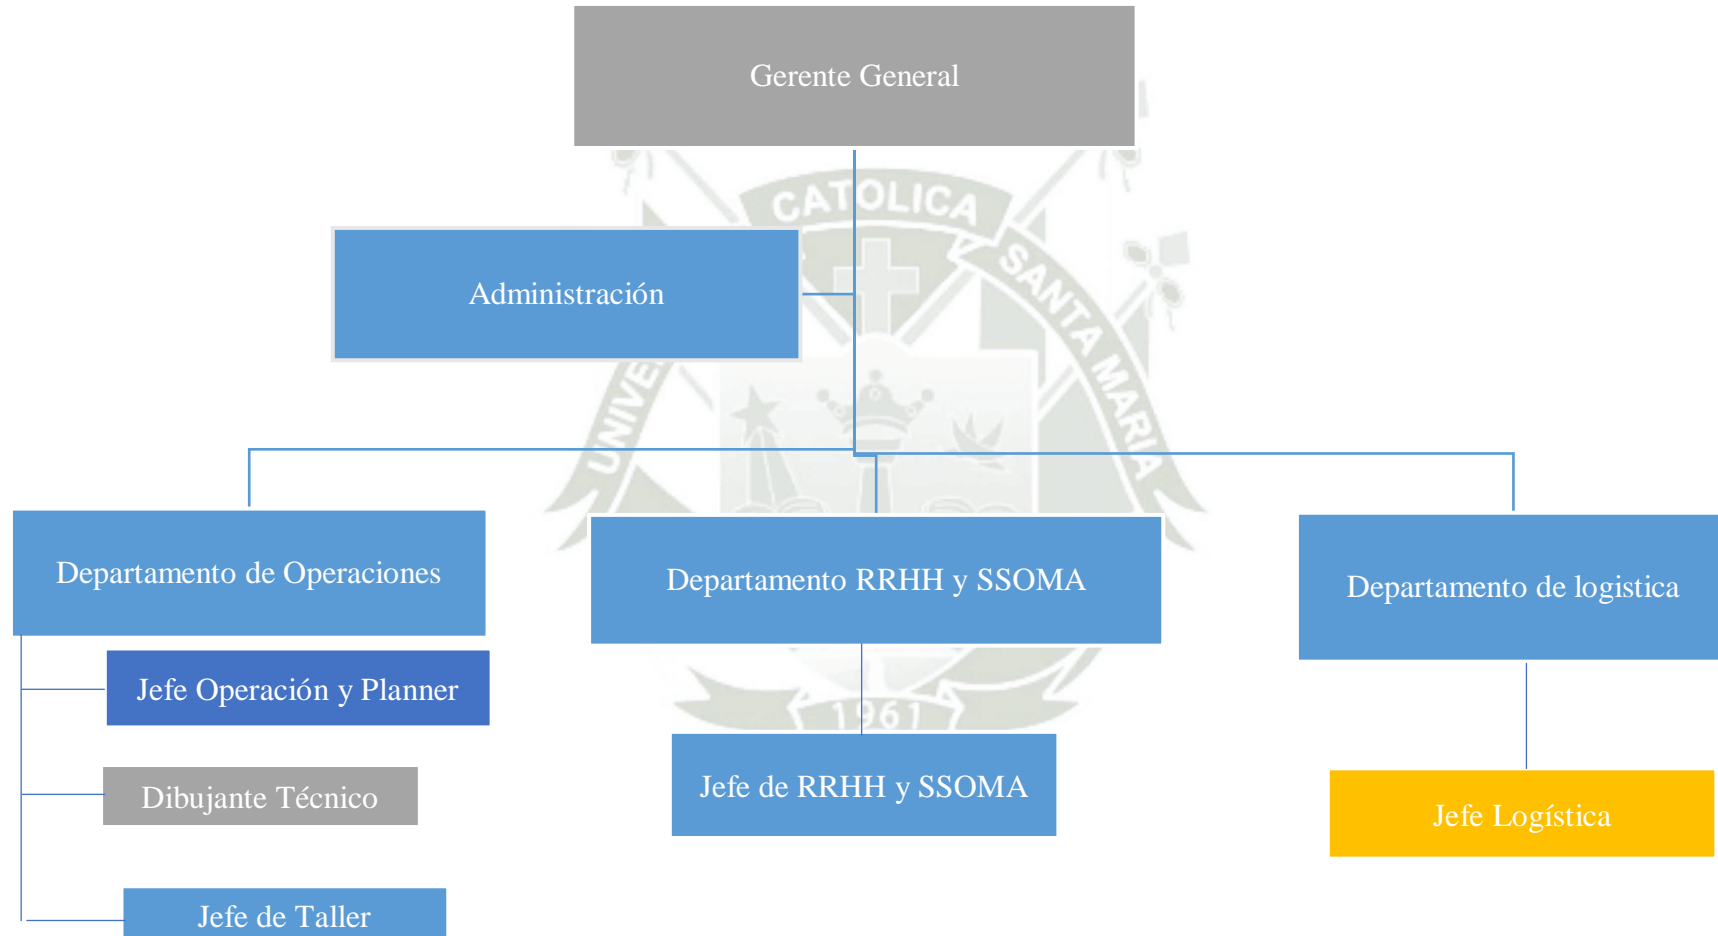 Gerente General
CATOLICA
SANTA MARIA
Administración
Departamento de Operaciones
Departamento RRHH y SSOMA
Departamento de logistica
Jefe Operación y Planner
1961
Jefe de RRHH y SSOMA
Dibujante Técnico
Jefe Logística
Jefe de Taller